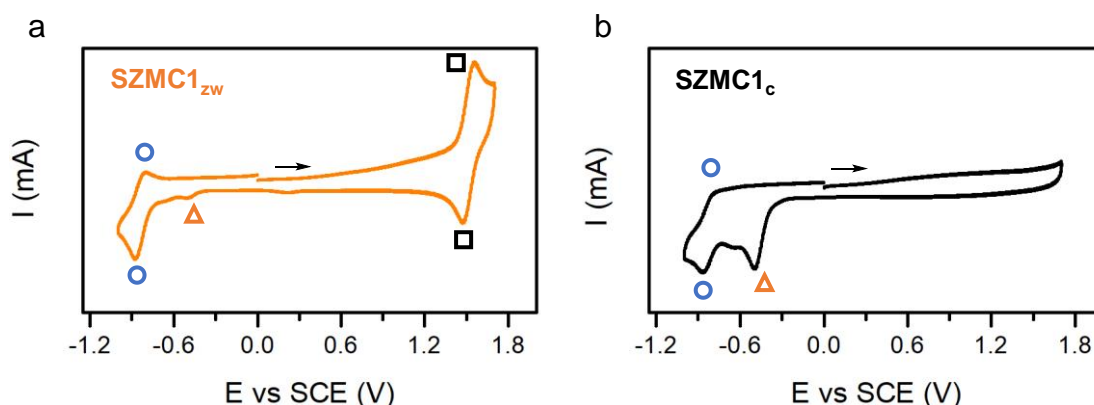 a
SZMC1zw
I (mA)
-1.2 -0.6 0.0 0.6 1.2 1.8
E vs SCE (V)
b
SZMC1c
I (mA)
-1.2 -0.6 0.0 0.6 1.2 1.8
E vs SCE (V)